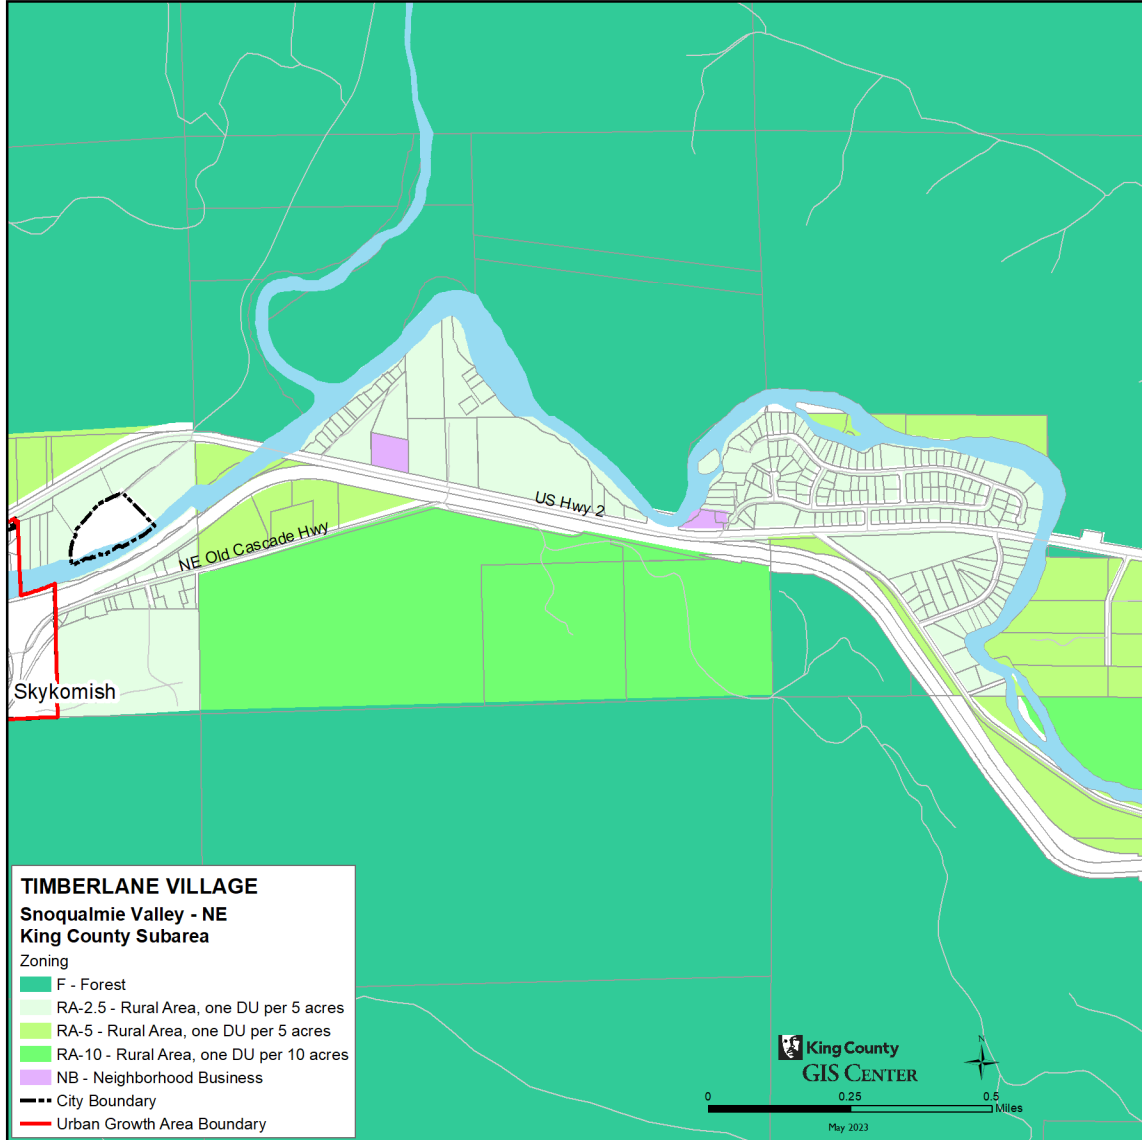 US Hwy 2
NE Old Cascade Hwy
Skykomish
TIMBERLANE VILLAGE
Snoqualmie Valley - NE
King County Subarea
Zoning
F - Forest
RA-2.5 - Rural Area, one DU per 5 acres
RA-5 - Rural Area, one DU per 5 acres
RA-10 - Rural Area, one DU per 10 acres
NB - Neighborhood Business
City Boundary
Urban Growth Area Boundary
King County
GIS CENTER
N
0 0.25 0.5
Miles
May 2023